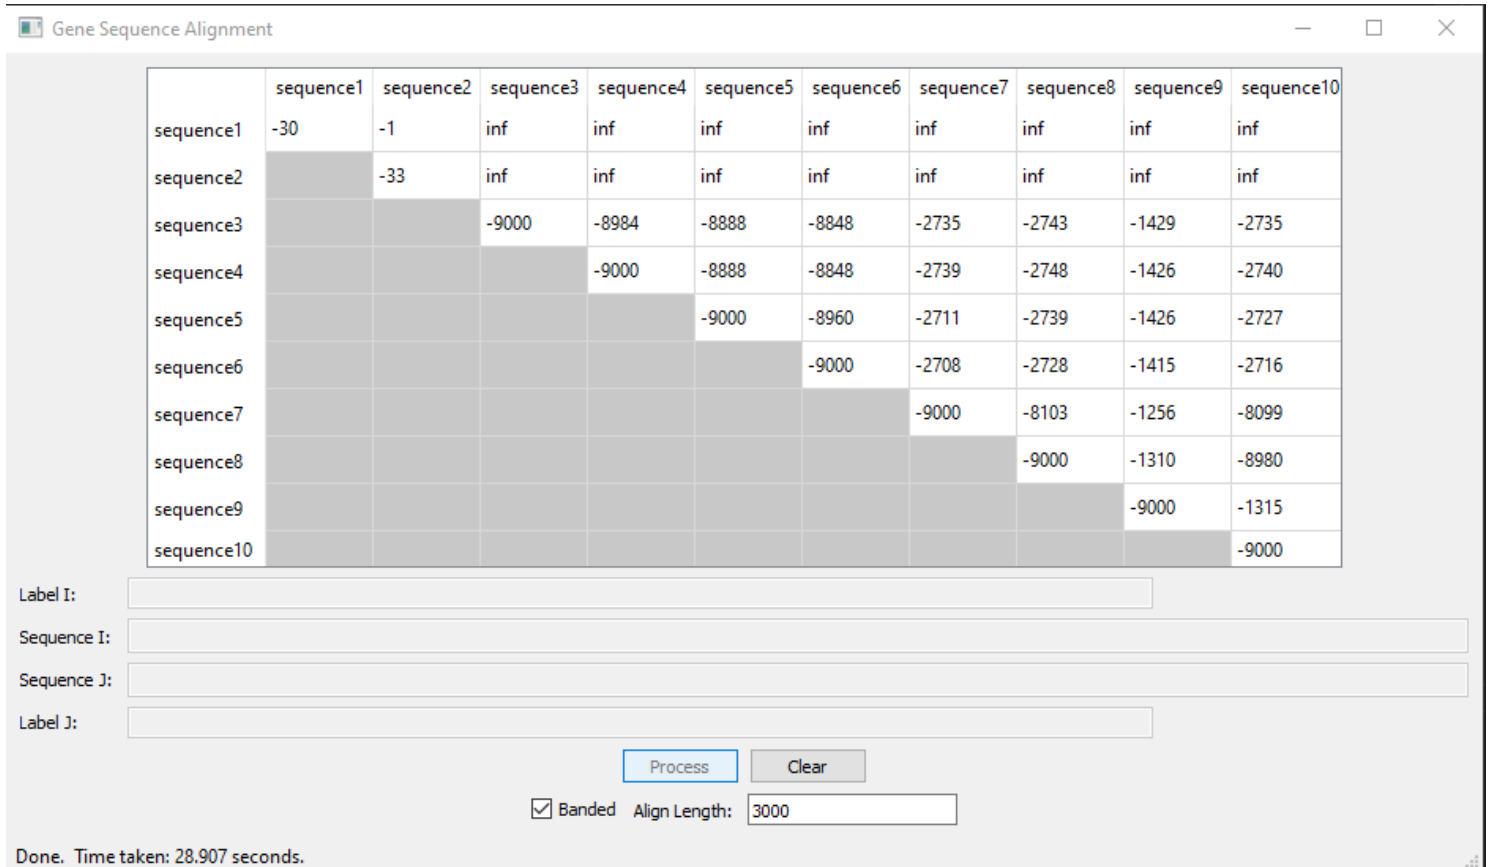 Gene Sequence Alignment
sequence1 sequence2 sequence3 sequence4 sequence5 sequence6 sequence7 sequence8 sequence9 sequence10
sequence1 -30 -1 inf inf inf inf inf inf inf inf
sequence2 -33 inf inf inf inf inf inf inf inf
sequence3 -9000 -8984 -8888 -8848 -2735 -2743 -1429 -2735
sequence4 -9000 -8888 -8848 -2739 -2748 -1426 -2740
sequence5 -9000 -8960 -2711 -2739 -1426 -2727
sequence6 -9000 -2708 -2728 -1415 -2716
sequence7 -9000 -8103 -1256 -8099
sequence8 -9000 -1310 -8980
sequence9 -9000 -1315
sequence10 -9000
Label I:
Sequence I:
Sequence J:
Label J:
Process Clear
Banded Align Length: 3000
Done. Time taken: 28.907 seconds.